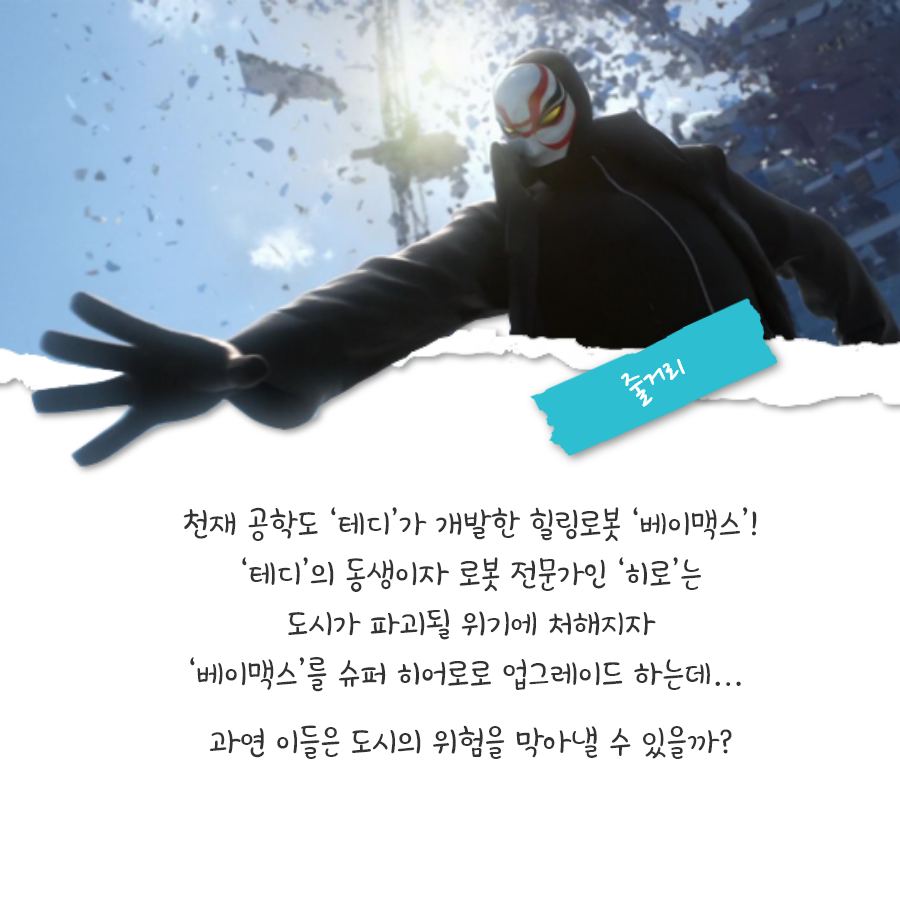 줄거리
천재 공학도 ‘테디’가 개발한 힐링로봇 ‘베이맥스’!
‘테디’의 동생이자 로봇 전문가인 ‘히로’는
도시가 파괴될 위기에 처해지자
‘베이맥스’를 슈퍼 히어로로 업그레이드 하는데...
과연 이들은 도시의 위험을 막아낼 수 있을까?